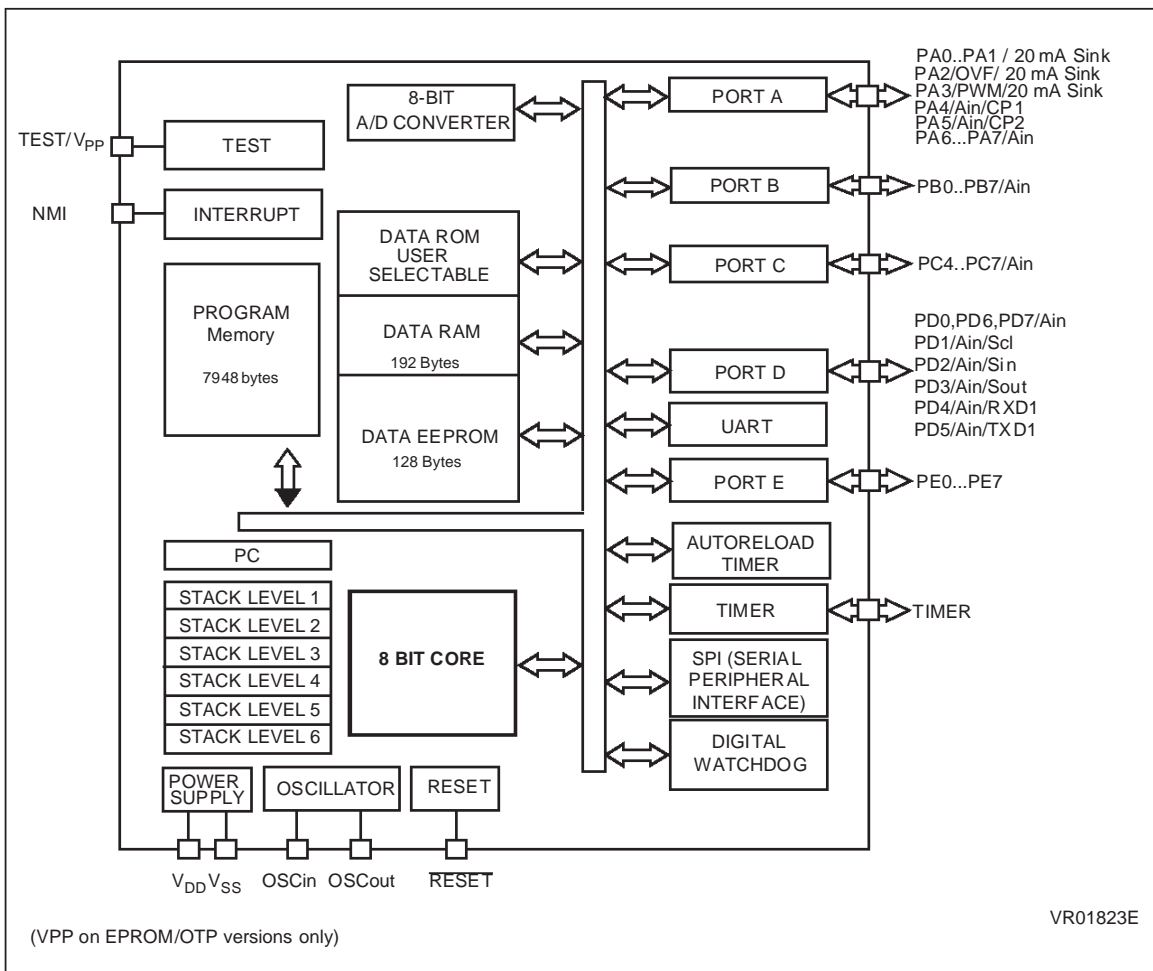 PA0..PA1 / 20 mA Sink
PA2/OVF/ 20 mA Sink
PA3/PWM/20 mA Sink
PA4/Ain/CP1
PA5/Ain/CP2
PA6...PA7/Ain
8-BIT
A/D CONVERTER
PORT A
TEST/VPP
TEST
PORT B
PB0..PB7/Ain
NMI
INTERRUPT
DATA ROM
USER
SELECTABLE
PORT C
PC4..PC7/Ain
PROGRAM
Memory
7948 bytes
DATA RAM
192 Bytes
PD0,PD6,PD7/Ain
PD1/Ain/Scl
PD2/Ain/Sin
PD3/Ain/Sout
PD4/Ain/RXD1
PD5/Ain/TXD1
PORT D
UART
DATA EEPROM
128 Bytes
PORT E
PE0...PE7
PC
AUTORELOAD
TIMER
STACK LEVEL 1
STACK LEVEL 2
STACK LEVEL 3
STACK LEVEL 4
STACK LEVEL 5
STACK LEVEL 6
8 BIT CORE
TIMER
TIMER
SPI (SERIAL
PERIPHERAL
INTERFACE)
DIGITAL
WATCHDOG
POWER
SUPPLY
OSCILLATOR
RESET
VDD VSS
OSCin OSCout
RESET
VR01823E
(VPP on EPROM/OTP versions only)